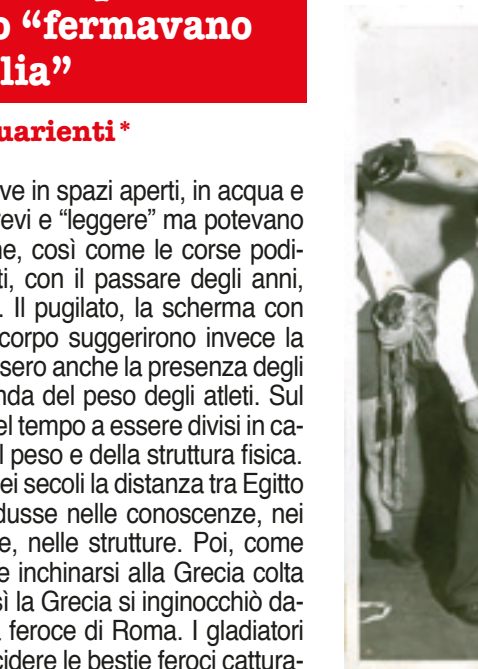 o “fermavano
lia”
uarienti*
ve in spazi aperti, in acqua e
revi e “leggere” ma potevano
ne, così come le corse podi-
ti, con il passare degli anni,
. Il pugilato, la scherma con
corpo suggerirono invece la
sero anche la presenza degli
nda del peso degli atleti. Sul
el tempo a essere divisi in ca-
l peso e della struttura fisica.
ei secoli la distanza tra Egitto
dusse nelle conoscenze, nei
e, nelle strutture. Poi, come
e inchinarsi alla Grecia colta
sì la Grecia si inginocchiò da-
a feroce di Roma. I gladiatori
cidere le bestie feroci cattura-